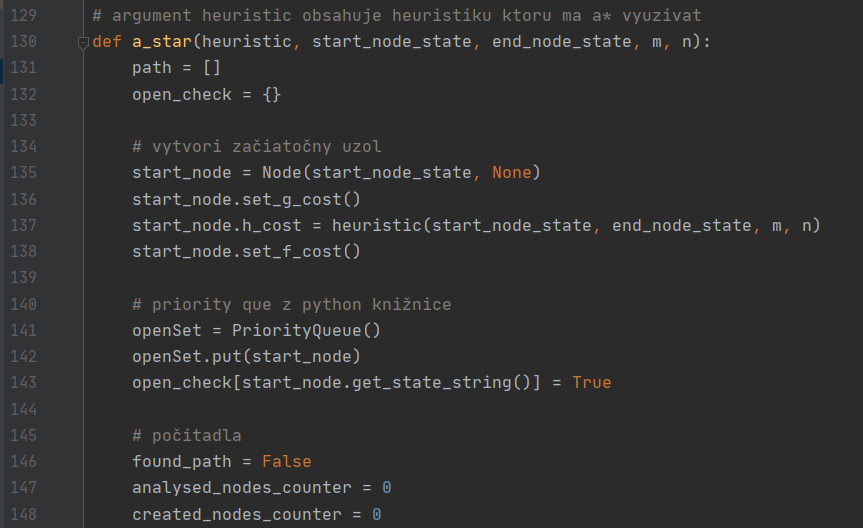 129 # argument heuristic obsahuje heuristiku ktoru ma a* vyuzivat
130 def a_star(heuristic, start_node_state, end_node_state, m, n):
131     path = []
132     open_check = {}
133
134     # vytvori začiatočny uzol
135     start_node = Node(start_node_state, None)
136     start_node.set_g_cost()
137     start_node.h_cost = heuristic(start_node_state, end_node_state, m, n)
138     start_node.set_f_cost()
139
140     # priority que z python knižnice
141     openSet = PriorityQueue()
142     openSet.put(start_node)
143     open_check[start_node.get_state_string()] = True
144
145     # počitadla
146     found_path = False
147     analysed_nodes_counter = 0
148     created_nodes_counter = 0